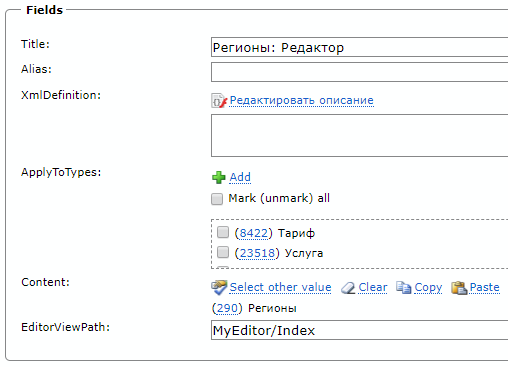 Fields
Title: Регионы: Редактор
Alias:
XmlDefinition: Редактировать описание
ApplyToTypes: Add
Mark (unmark) all
(8422) Тариф
(23518) Услуга
Content: Select other value Clear Copy Paste
(290) Регионы
EditorViewPath: MyEditor/Index